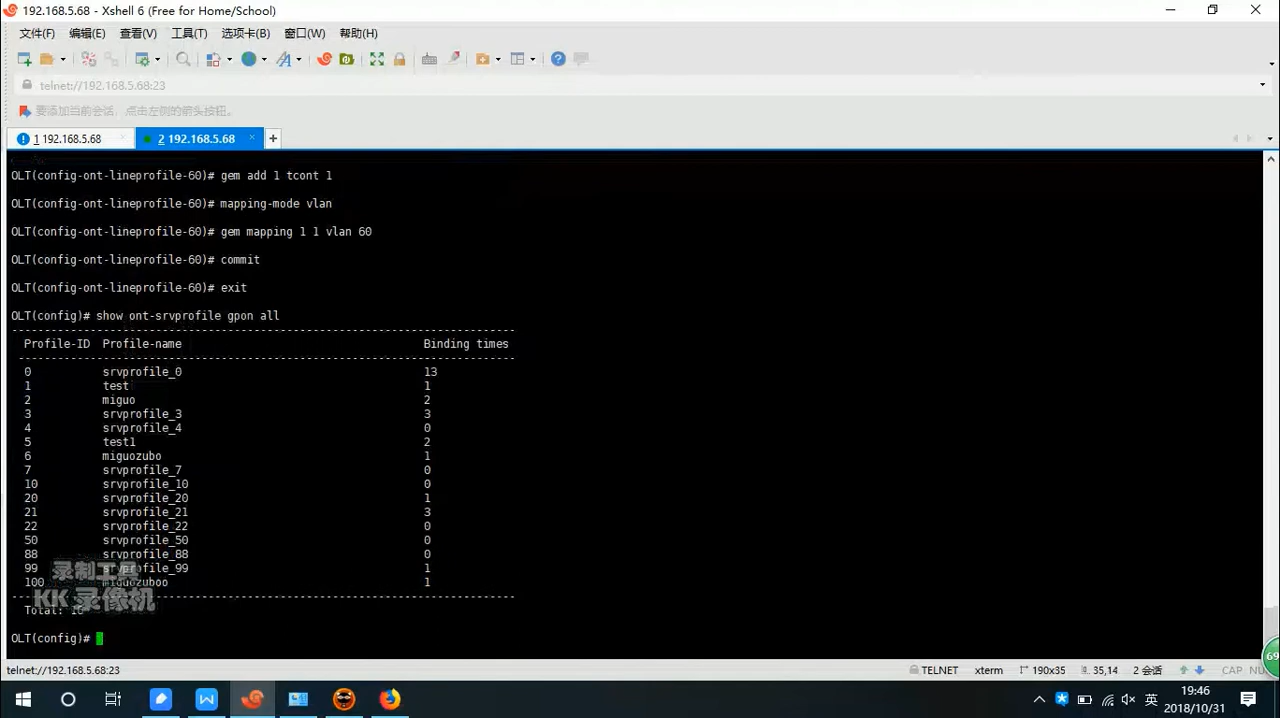 192.168.5.68 - Xshell 6 (Free for Home/School)
文件(F) 编辑(E) 查看(V) 工具(T) 选项卡(B) 窗口(W) 帮助(H)
telnet://192.168.5.68:23
要添加当前会话，点击左侧的箭头按钮。
1 192.168.5.68 2 192.168.5.68
OLT(config-ont-lineprofile-60)# gem add 1 tcont 1
OLT(config-ont-lineprofile-60)# mapping-mode vlan
OLT(config-ont-lineprofile-60)# gem mapping 1 1 vlan 60
OLT(config-ont-lineprofile-60)# commit
OLT(config-ont-lineprofile-60)# exit
OLT(config)# show ont-srvprofile gpon all
Profile-ID Profile-name Binding times
0 srvprofile_0 13
1 test 1
2 miguo 2
3 srvprofile_3 3
4 srvprofile_4 0
5 test1 2
6 miguozubo 1
7 srvprofile_7 0
10 srvprofile_10 0
20 srvprofile_20 1
21 srvprofile_21 3
22 srvprofile_22 0
50 srvprofile_50 0
88 srvprofile_88 0
99 srvprofile_99 1
100 miguozuboo 1
录制工具
KK 录像机
Total: 16
OLT(config)#
69
telnet://192.168.5.68:23 TELNET xterm 190x35 35,14 2 会话 CAP NU
英 19:46
2018/10/31